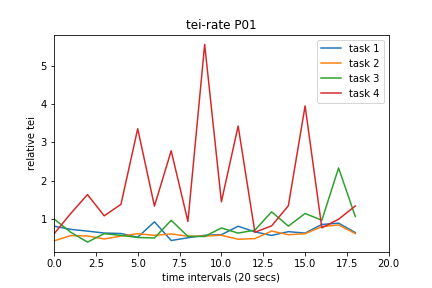 tei-rate P01
task 1
task 2
task 3
task 4
relative tei
5
4
3
2
1
0.0 2.5 5.0 7.5 10.0 12.5 15.0 17.5 20.0
time intervals (20 secs)